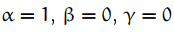 α = 1, β = 0, γ = 0